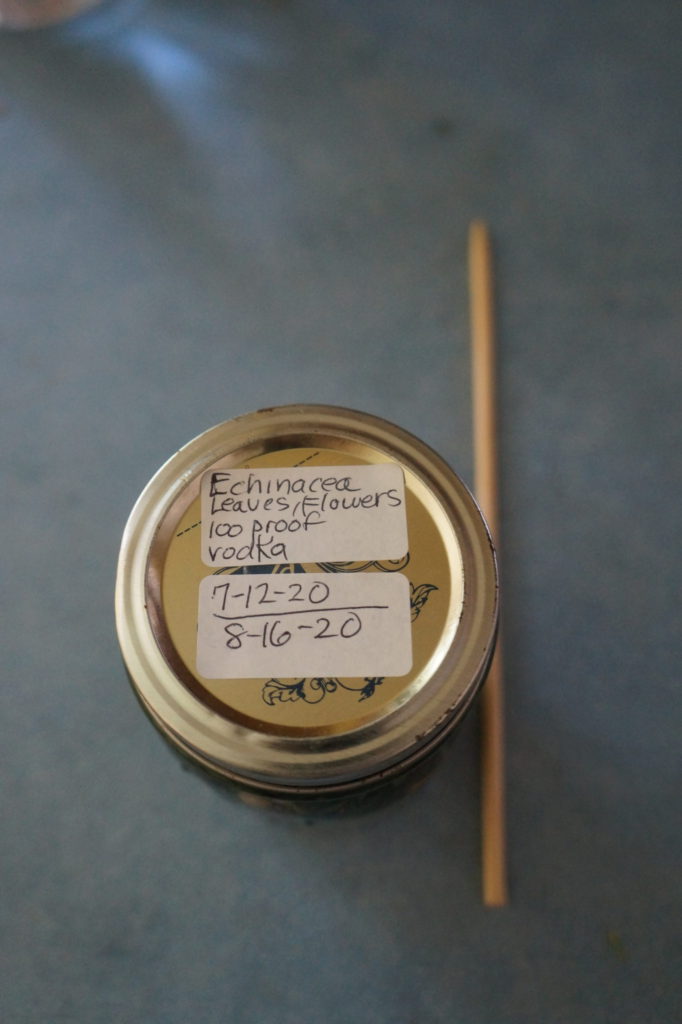 Echinacea
Leaves, Flowers
100 proof
vodka
7-12-20
8-16-20